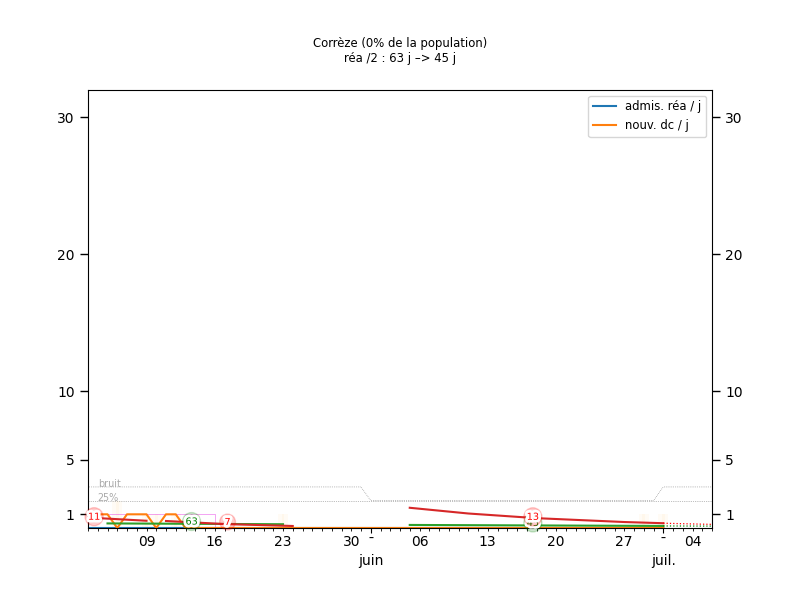 Corrèze (0% de la population)
réa /2 : 63 j –> 45 j
admis. réa / j
nouv. dc / j
30 30
20 20
10 10
5 5
1 1
bruit
25%
11 63 7 13
09 16 23 30 - 06 13 20 27 - 04
juin juil.